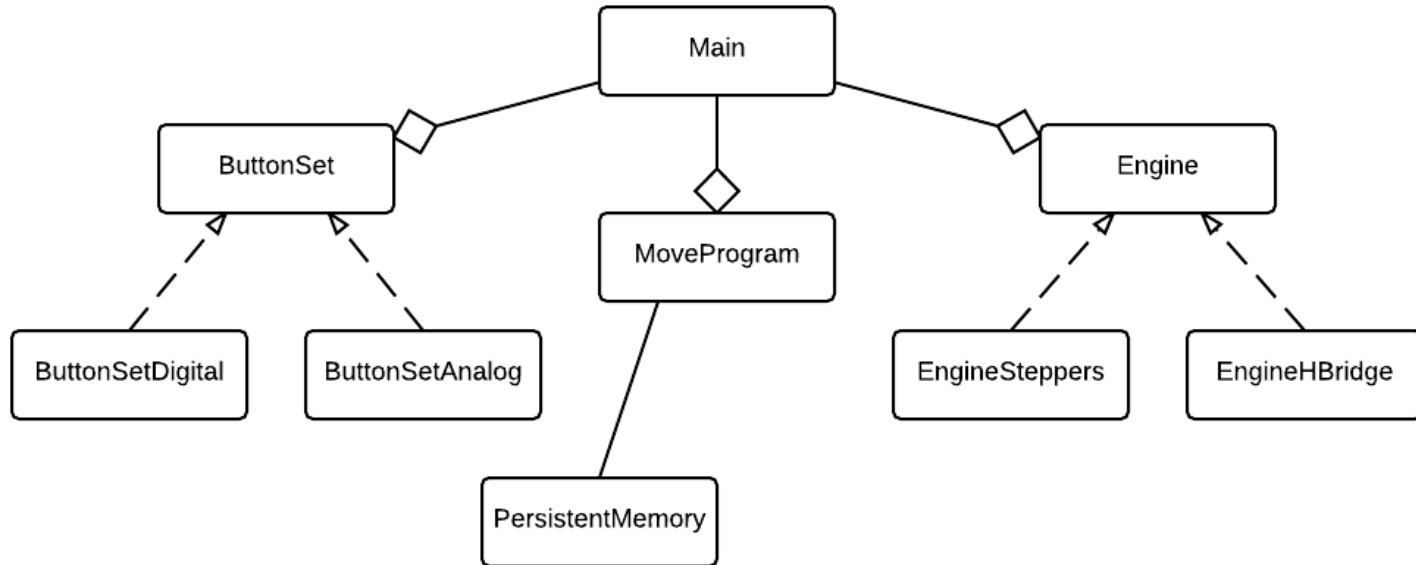 Main
ButtonSet
Engine
MoveProgram
ButtonSetDigital
ButtonSetAnalog
EngineSteppers
EngineHBridge
PersistentMemory